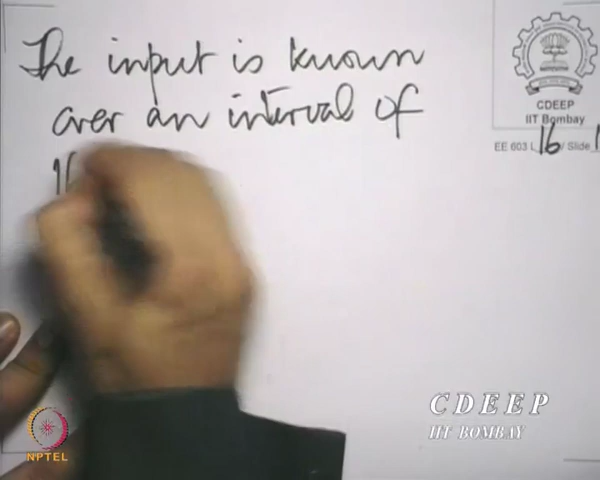 The input is known
over an interval of
CDEEP
IIT Bombay
EE 603 L 16 / Slide 1
CDEEP
IIT BOMBAY
NPTEL